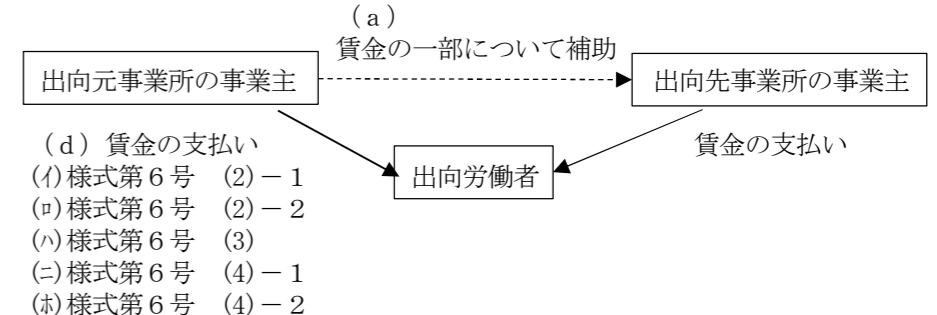 （ａ）
賃金の一部について補助
出向元事業所の事業主
出向先事業所の事業主
（ｄ）賃金の支払い
賃金の支払い
出向労働者
(ｲ)様式第６号　(2)－１
(ﾛ)様式第６号　(2)－２
(ﾊ)様式第６号　(3)
(ﾆ)様式第６号　(4)－１
(ﾎ)様式第６号　(4)－２